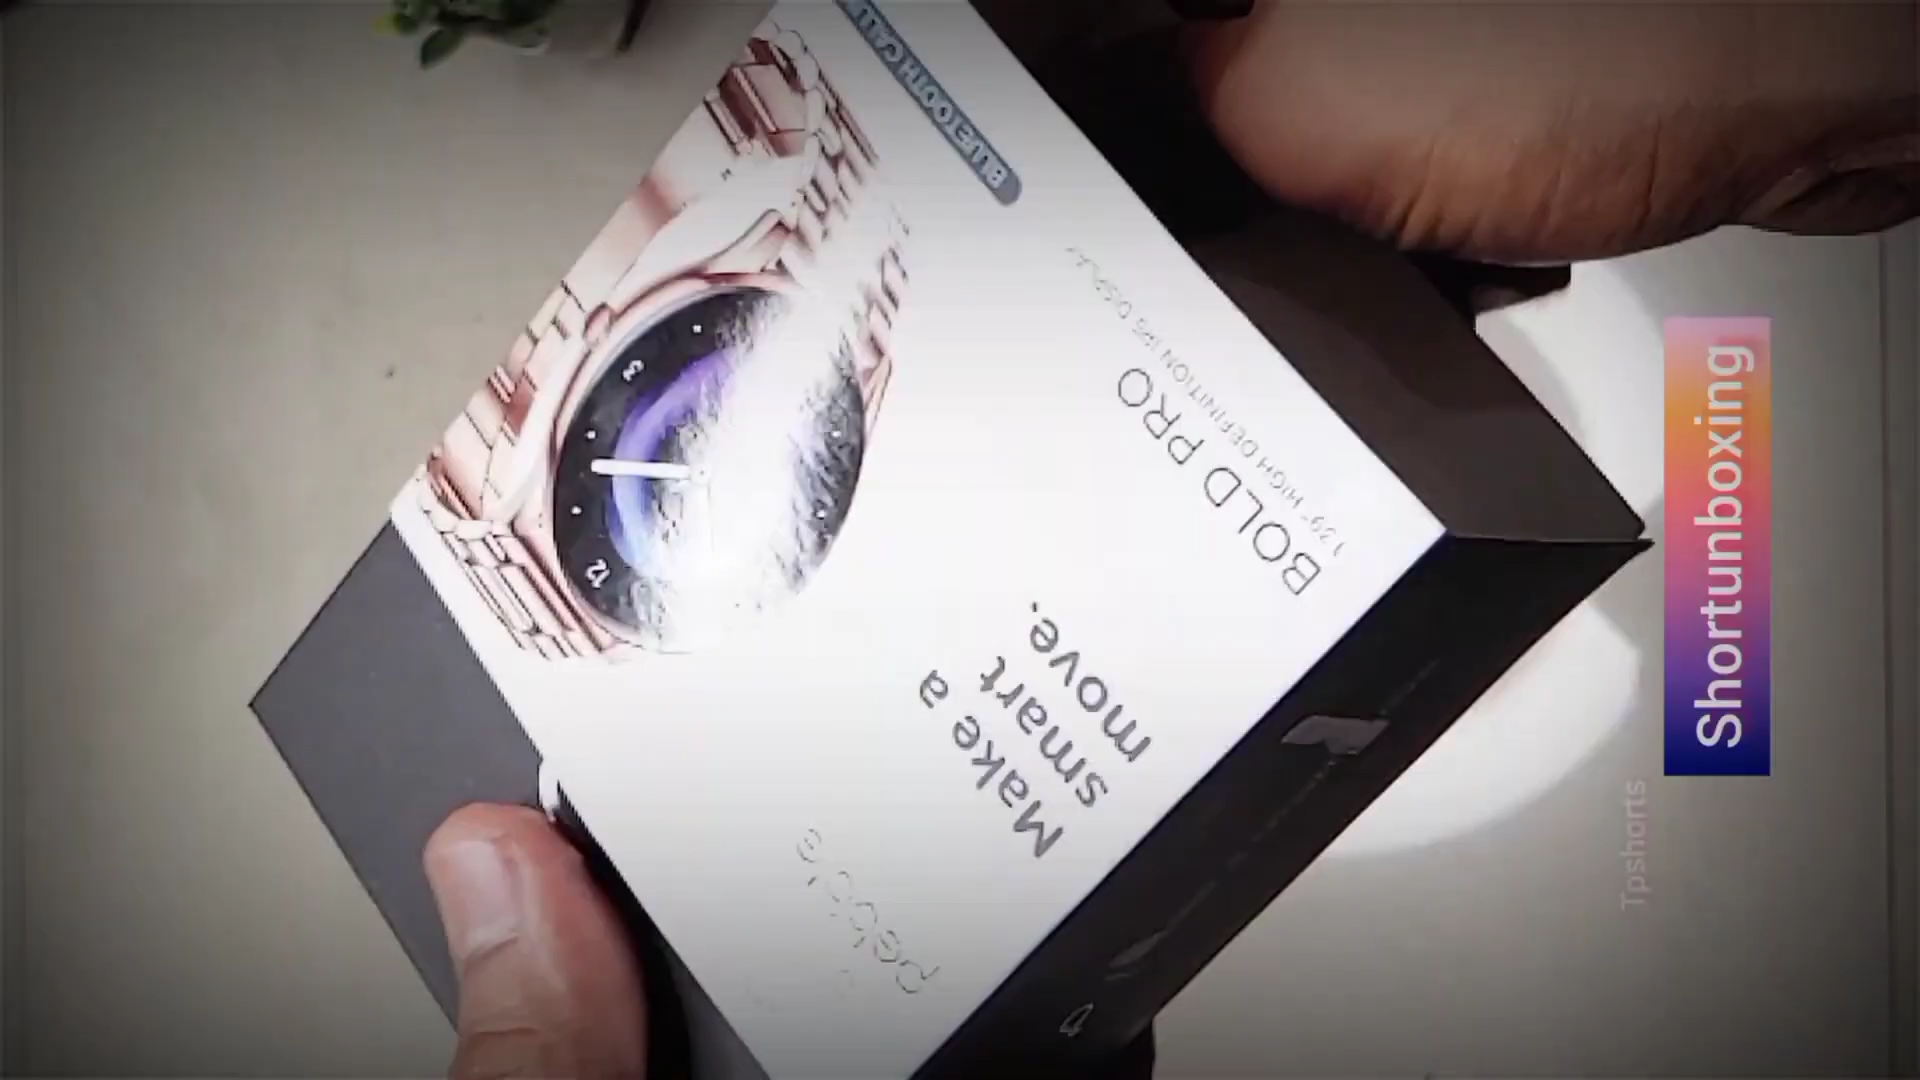 BLUETOOTH CALL
pebble
Make a
smart
move.
BOLD PRO
1.39" HIGH DEFINITION IPS DISPLAY
12
3
Shortunboxing
Tpshorts